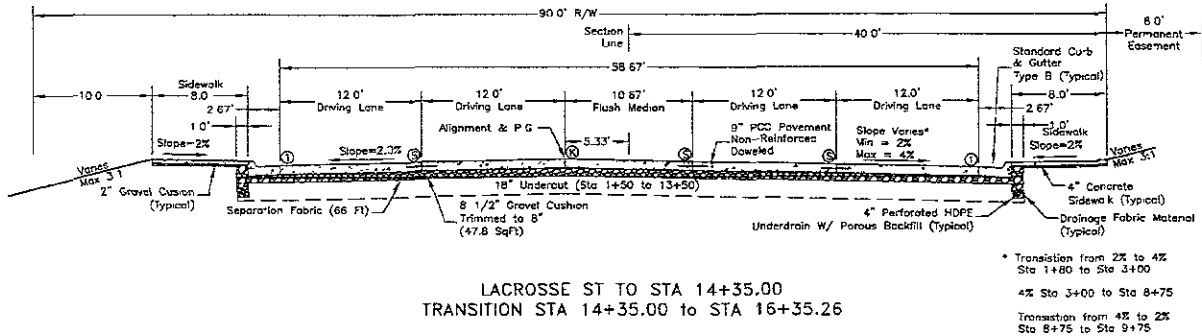 90.0' R/W
Section
Line
40.0'
8.0'
Permanent
Easement
58.67'
Standard Curb
& Gutter
Type B (Typical)
Sidewalk
10.0
8.0
2.67'
1.0'
12.0'
Driving Lane
12.0'
Driving Lane
10.67'
Flush Median
12.0'
Driving Lane
12.0'
Driving Lane
2.67'
8.0'
1.0'
Sidewalk
Slope=2%
Alignment & P.G
5.33'
9" PCC Pavement
Non-Reinforced
Doweled
Slope Varies*
Min = 2%
Max = 4%
Slope=2%
Slope=2.0%
1
S
K
S
S
1
Varies
Max 3:1
Varies
Max 3:1
2" Gravel Cusion
(Typical)
18" Undercut (Sta 1+50 to 13+50)
Separation Fabric (66 Ft)
8 1/2" Gravel Cushion
Trimmed to 8"
(47.8 SqFt)
4" Perforated HDPE
Underdrain W/ Porous Backfill (Typical)
4" Concrete
Sidewalk (Typical)
Drainage Fabric Material
(Typical)
LACROSSE ST TO STA 14+35.00
TRANSITION STA 14+35.00 to STA 16+35.26
* Transistion from 2% to 4%
Sta 1+80 to Sta 3+00
4% Sta 3+00 to Sta 8+75
Transistion from 4% to 2%
Sta 8+75 to Sta 9+75